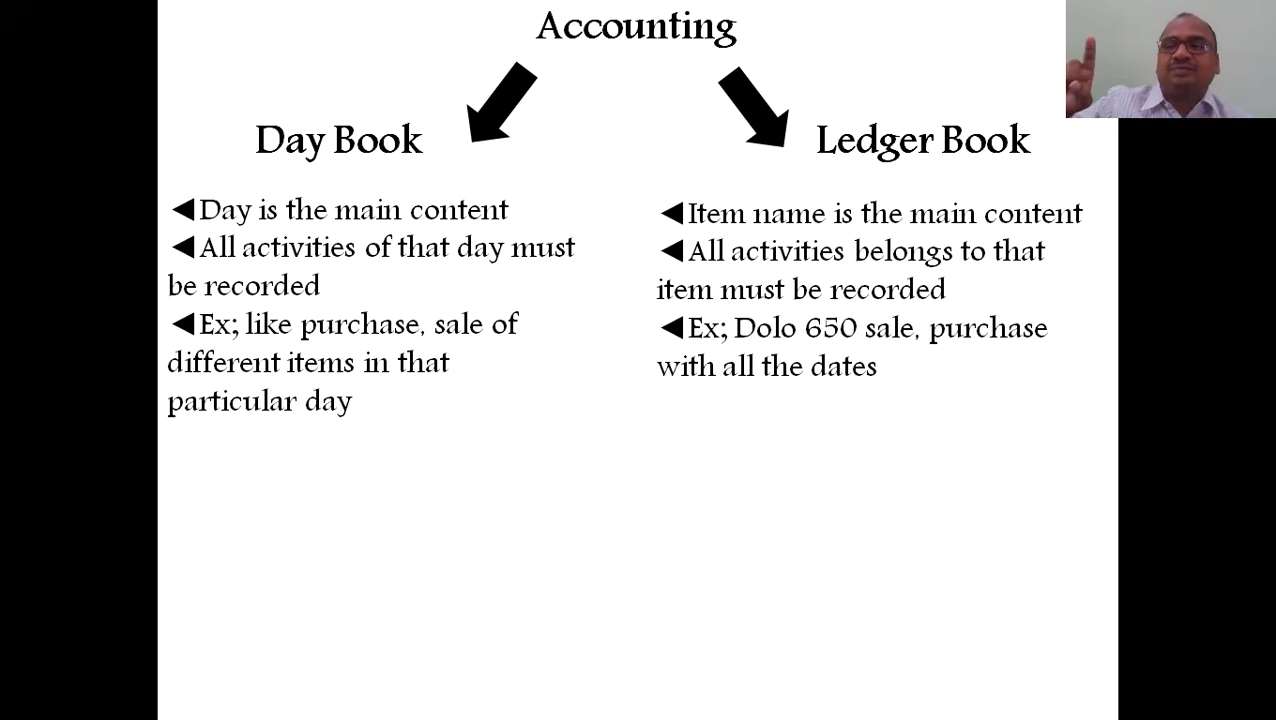 Accounting
Day Book
◄Day is the main content
◄All activities of that day must
be recorded
◄Ex; like purchase, sale of
different items in that
particular day
Ledger Book
◄Item name is the main content
◄All activities belongs to that
item must be recorded
◄Ex; Dolo 650 sale, purchase
with all the dates